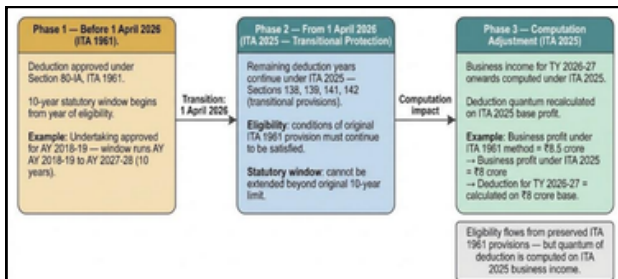 Phase 1 — Before 1 April 2026
(ITA 1961).
Deduction approved under
Section 80-IA, ITA 1961.
10-year statutory window begins
from year of eligibility.
Example: Undertaking approved
for AY 2018-19 — window runs AY
AY 2018-19 to AY 2027-28 (10
years).
Transition:
1 April 2026
Phase 2 — From 1 April 2026
(ITA 2025 — Transitional Protection)
Remaining deduction years
continue under ITA 2025 —
Sections 138, 139, 141, 142
(transitional provisions).
Eligibility: conditions of original
ITA 1961 provision must continue
to be satisfied.
Statutory window: cannot be
extended beyond original 10-year
limit.
Computation
impact
Phase 3 — Computation
Adjustment (ITA 2025)
Business income for TY 2026-27
onwards computed under ITA 2025.
Deduction quantum recalculated
on ITA 2025 base profit.
Example: Business profit under
ITA 1961 method = ₹8.5 crore
→ Business profit under ITA 2025
= ₹8 crore
→ Deduction for TY 2026-27 =
calculated on ₹8 crore base.
Eligibility flows from preserved ITA
1961 provisions — but quantum of
deduction is computed on ITA
2025 business income.